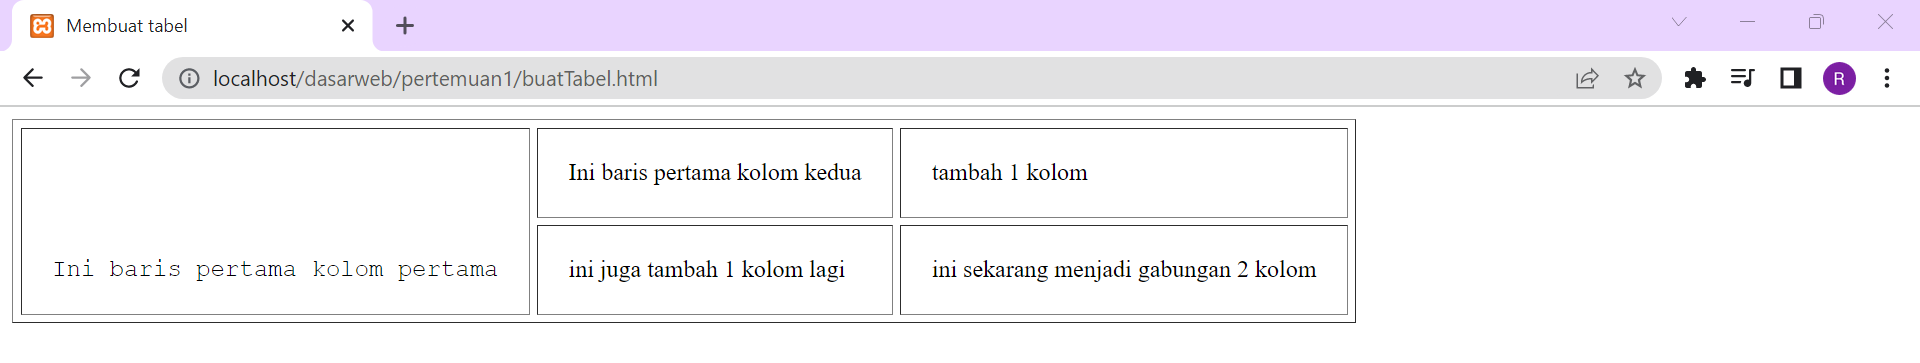 Membuat tabel
localhost/dasarweb/pertemuan1/buatTabel.html
R
Ini baris pertama kolom kedua
tambah 1 kolom
Ini baris pertama kolom pertama
ini juga tambah 1 kolom lagi
ini sekarang menjadi gabungan 2 kolom